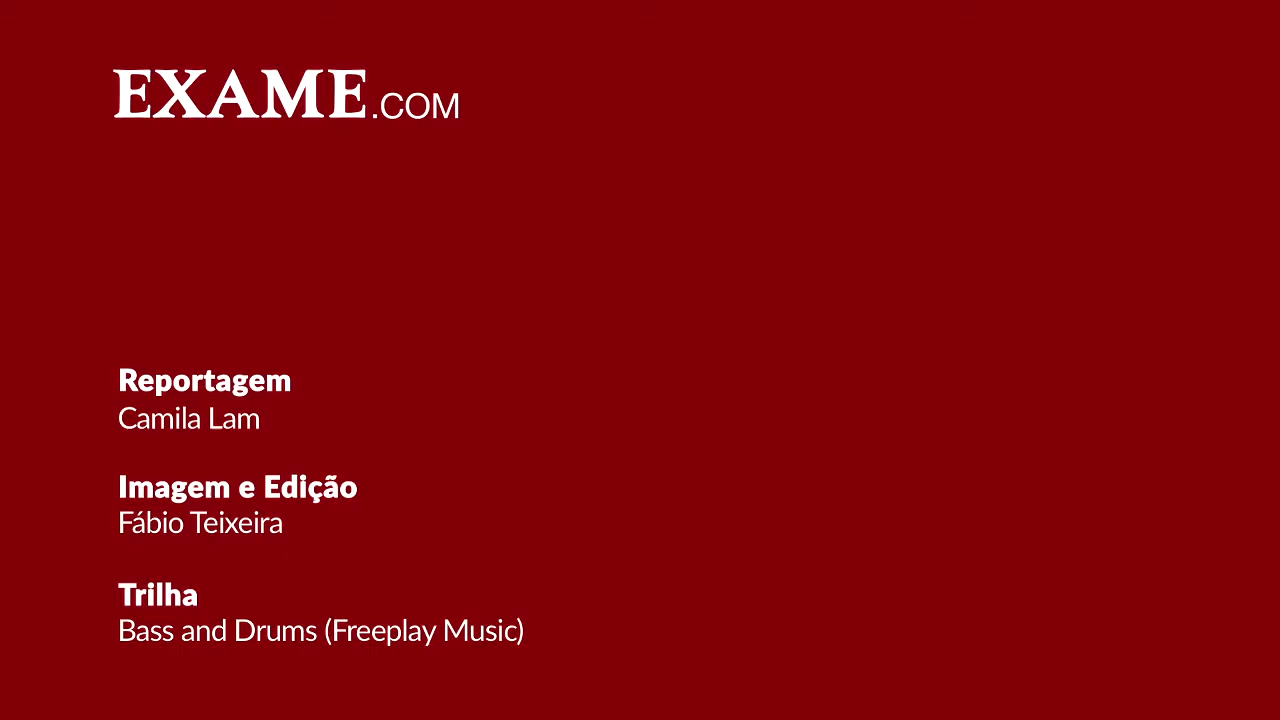 EXAME.COM
Reportagem
Camila Lam
Imagem e Edição
Fábio Teixeira
Trilha
Bass and Drums (Freeplay Music)